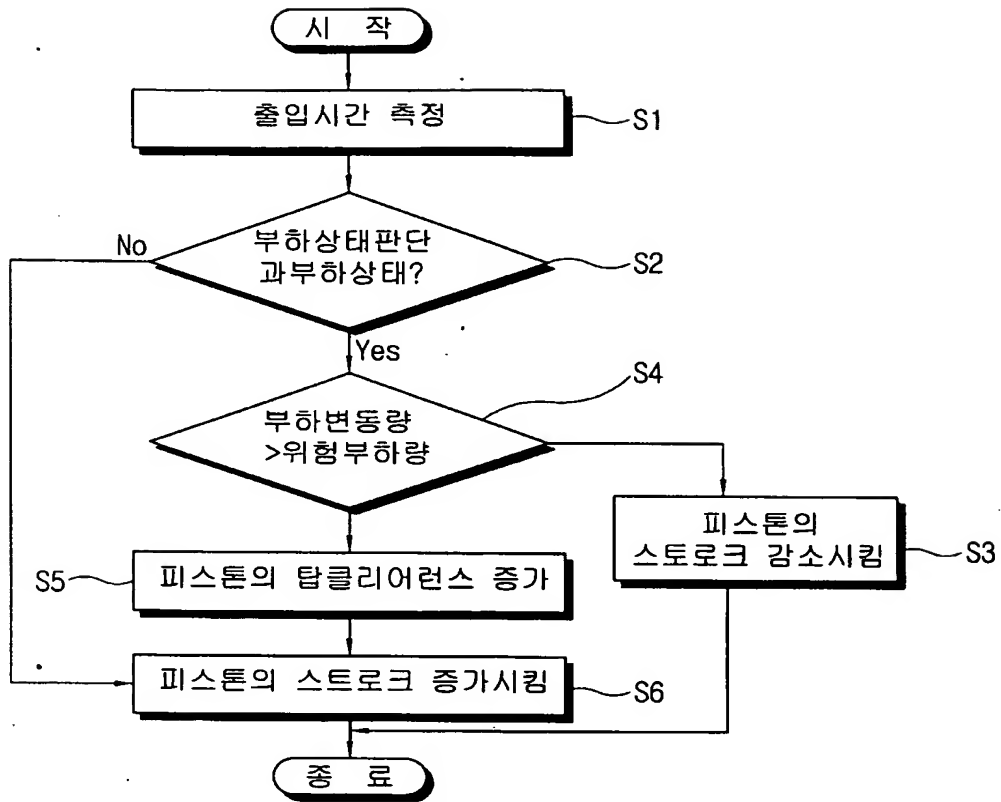 시 작
출입시간 측정
S1
부하상태판단
과부하상태?
S2
No
Yes
S4
부하변동량
>위험부하량
피스톤의
스토로크 감소시킴
S3
S5
피스톤의 탑클리어런스 증가
피스톤의 스트로크 증가시킴
S6
종 료